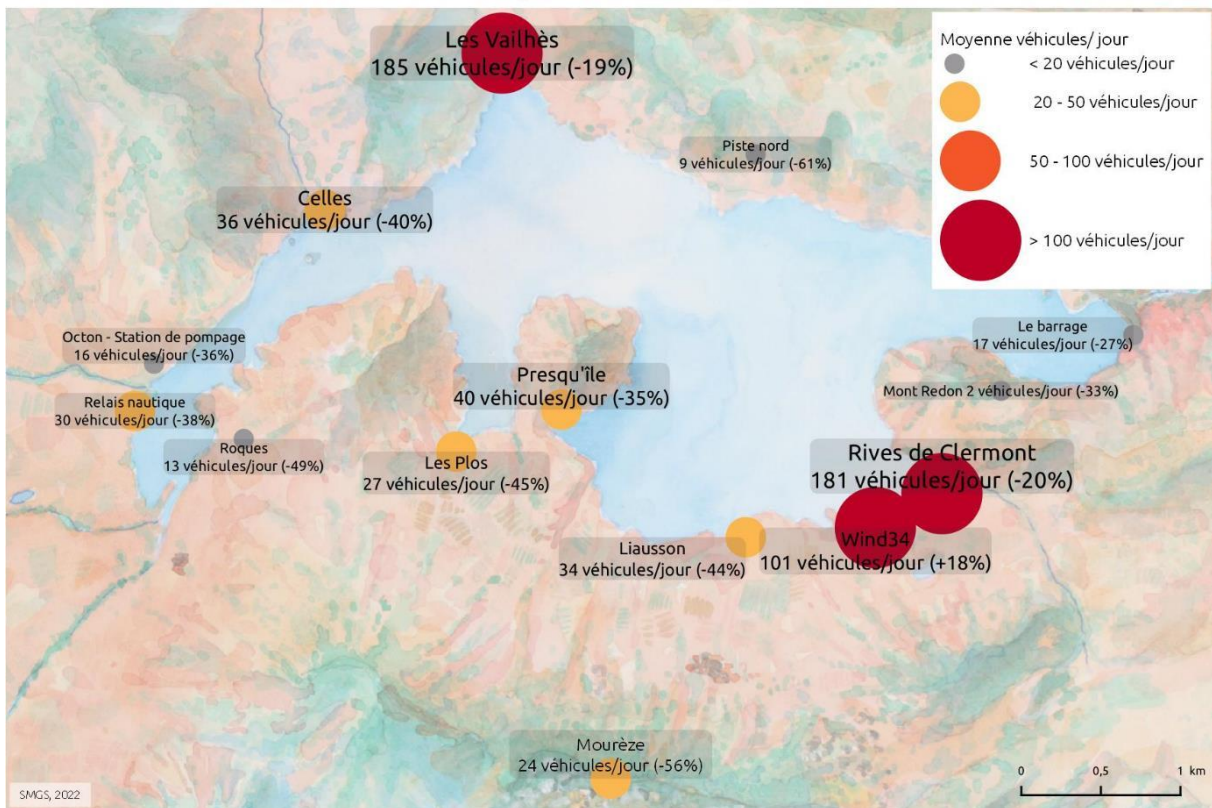 Les Vailhès
185 véhicules/jour (-19%)
Moyenne véhicules/ jour
< 20 véhicules/jour
20 - 50 véhicules/jour
50 - 100 véhicules/jour
> 100 véhicules/jour
Piste nord
9 véhicules/jour (-61%)
Celles
36 véhicules/jour (-40%)
Octon - Station de pompage
16 véhicules/jour (-36%)
Le barrage
17 véhicules/jour (-27%)
Presqu'île
40 véhicules/jour (-35%)
Mont Redon 2 véhicules/jour (-33%)
Relais nautique
30 véhicules/jour (-38%)
Roques
13 véhicules/jour (-49%)
Les Plos
27 véhicules/jour (-45%)
Rives de Clermont
181 véhicules/jour (-20%)
Wind34
101 véhicules/jour (+18%)
Liausson
34 véhicules/jour (-44%)
Mourèze
24 véhicules/jour (-56%)
0 0,5 1 km
SMGS, 2022